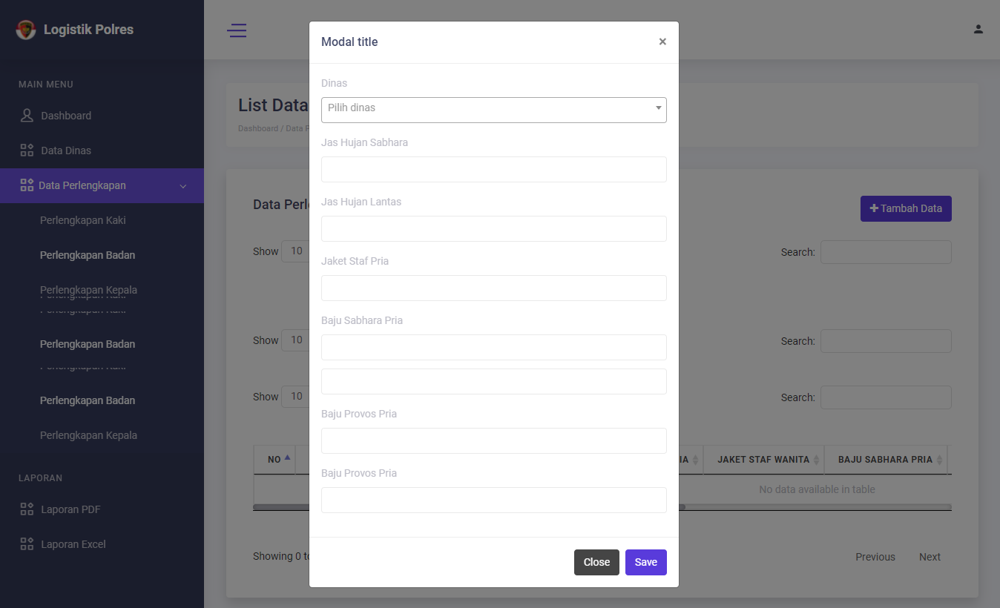 Logistik Polres
MAIN MENU
Dashboard
Data Dinas
Data Perlengkapan
Perlengkapan Kaki
Perlengkapan Badan
Perlengkapan Kepala
Perlengkapan Kaki
Perlengkapan Kaki
Perlengkapan Badan
Perlengkapan Kaki
Perlengkapan Badan
Perlengkapan Kepala
LAPORAN
Laporan PDF
Laporan Excel
List Data
Dashboard / Data P
Data Perl
Tambah Data
Show 10
Search:
Show 10
Search:
Show 10
Search:
NO
IA
JAKET STAF WANITA
BAJU SABHARA PRIA
No data available in table
Showing 0 to
Previous
Next
Modal title
×
Dinas
Pilih dinas
Jas Hujan Sabhara
Jas Hujan Lantas
Jaket Staf Pria
Baju Sabhara Pria
Baju Provos Pria
Baju Provos Pria
Close
Save